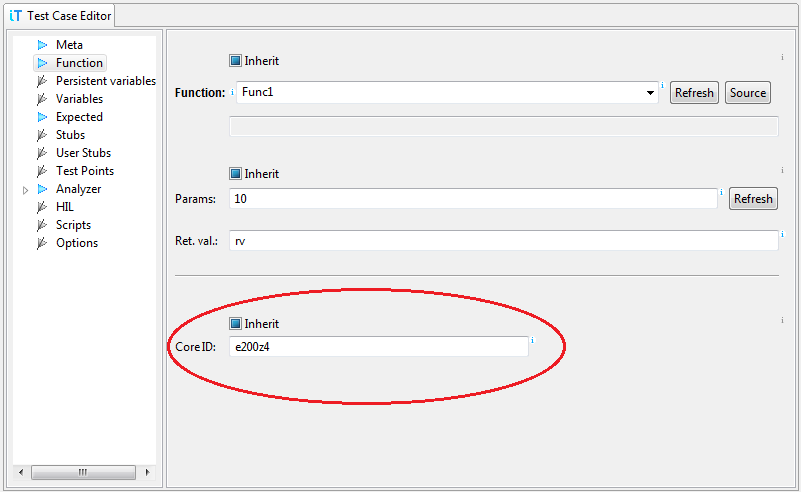 iT Test Case Editor
Meta
Function
Persistent variables
Variables
Expected
Stubs
User Stubs
Test Points
Analyzer
HIL
Scripts
Options
Inherit i
Function: i Func1 i Refresh Source
Inherit i
Params: 10 i Refresh
Ret. val.: rv i
Inherit i
Core ID: e200z4 i